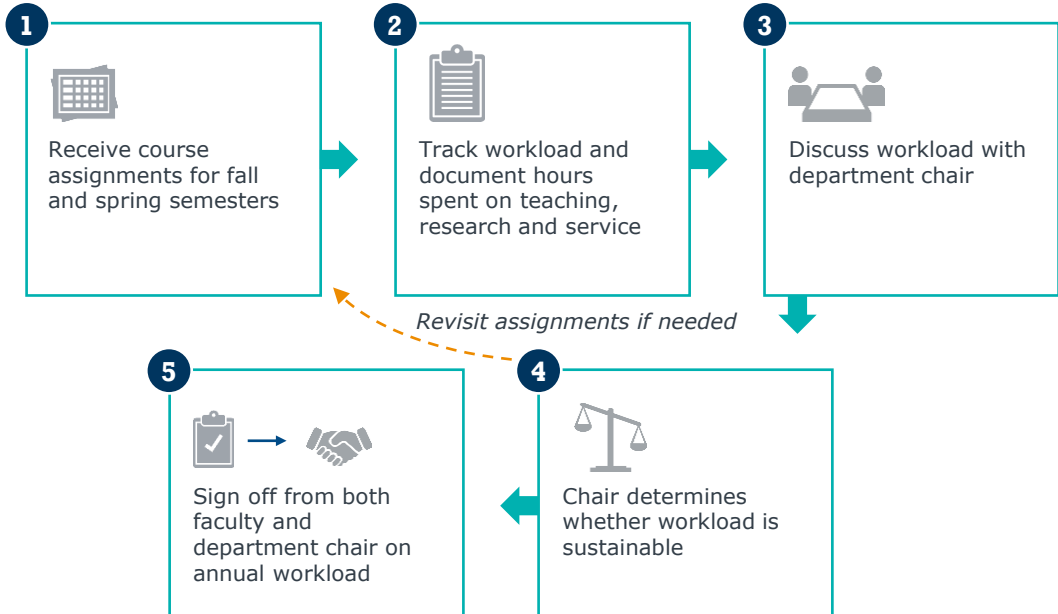 1
Receive course
assignments for fall
and spring semesters
2
Track workload and
document hours
spent on teaching,
research and service
3
Discuss workload with
department chair
Revisit assignments if needed
4
Chair determines
whether workload is
sustainable
5
Sign off from both
faculty and
department chair on
annual workload